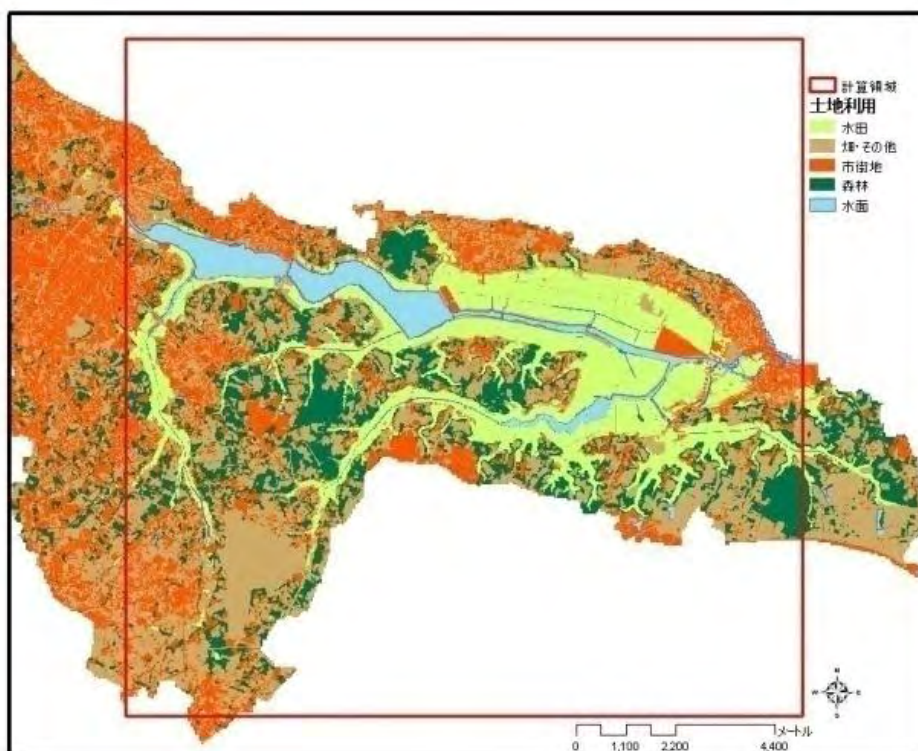 計算領域
土地利用
水田
畑・その他
市街地
森林
水面
N
W
E
S
メートル
0 1,100 2,200 4,400